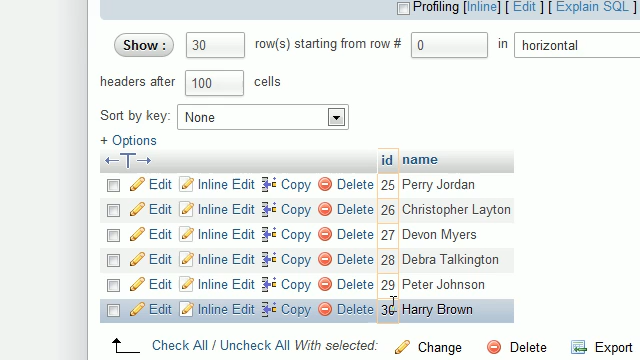 Profiling [Inline] [ Edit ] [ Explain SQL ]
Show : 30 row(s) starting from row # 0 in horizontal
headers after 100 cells
Sort by key: None
+ Options
←T→ id name
Edit Inline Edit Copy Delete 25 Perry Jordan
Edit Inline Edit Copy Delete 26 Christopher Layton
Edit Inline Edit Copy Delete 27 Devon Myers
Edit Inline Edit Copy Delete 28 Debra Talkington
Edit Inline Edit Copy Delete 29 Peter Johnson
Edit Inline Edit Copy Delete 30 Harry Brown
Check All / Uncheck All With selected: Change Delete Export